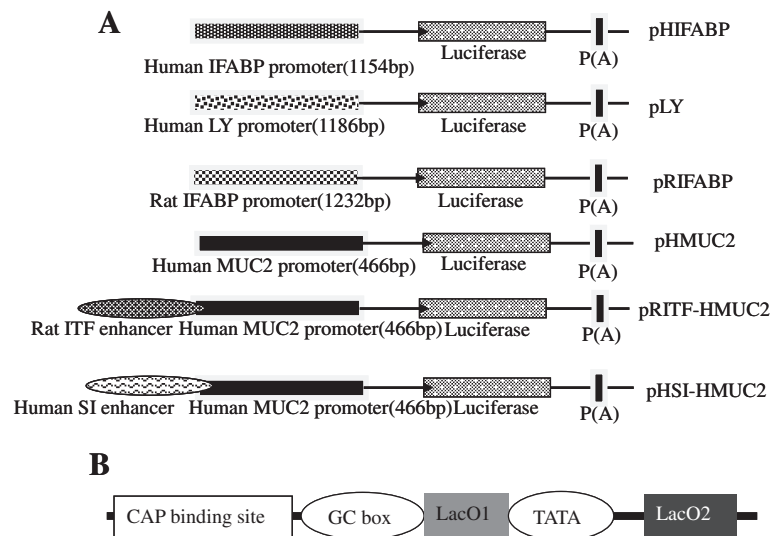 A
Luciferase
pHIFABP
Human IFABP promoter(1154bp)
P(A)
Luciferase
pLY
Human LY promoter(1186bp)
P(A)
Luciferase
pRIFABP
Rat IFABP promoter(1232bp)
P(A)
Luciferase
pHMUC2
Human MUC2 promoter(466bp)
P(A)
pRITF-HMUC2
Rat ITF enhancer Human MUC2 promoter(466bp) Luciferase
P(A)
pHSI-HMUC2
Human SI enhancer Human MUC2 promoter(466bp) Luciferase
P(A)
B
CAP binding site GC box LacO1 TATA LacO2